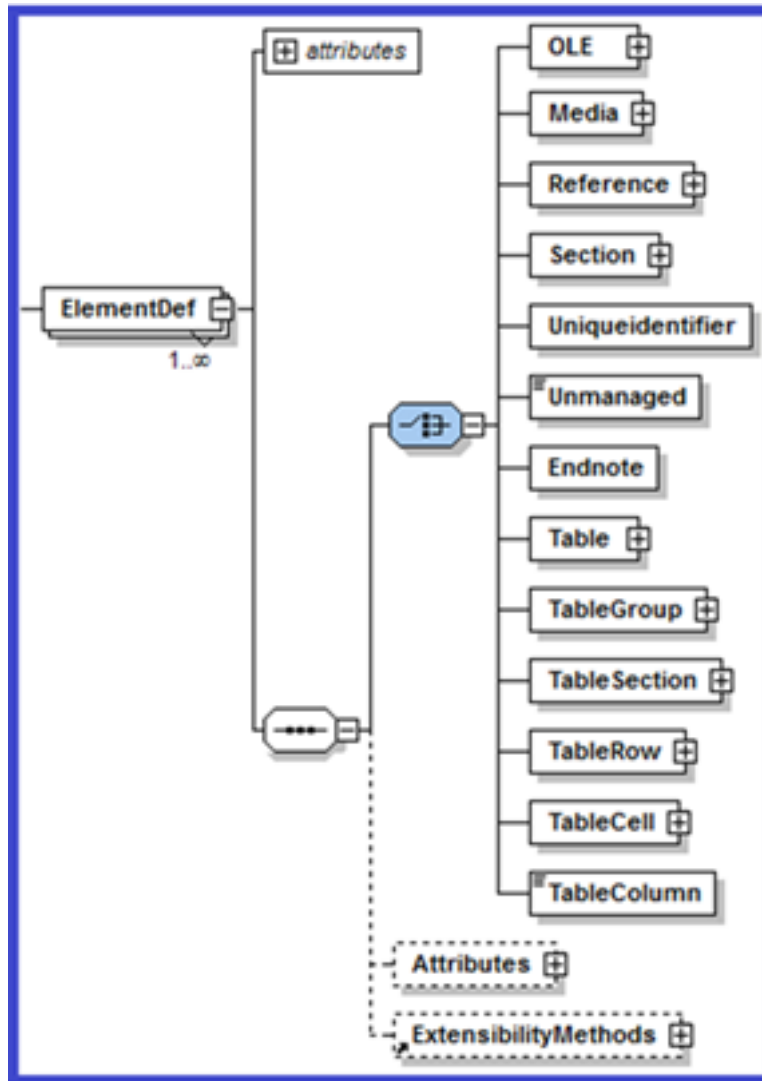 attributes
OLE
Media
Reference
Section
ElementDef
1..∞
Uniqueidentifier
Unmanaged
Endnote
Table
TableGroup
TableSection
TableRow
TableCell
TableColumn
Attributes
ExtensibilityMethods